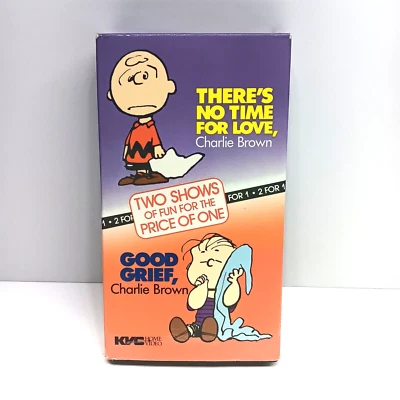 THERE'S
NO TIME
FOR LOVE,
Charlie Brown
TWO SHOWS
OF FUN FOR THE
PRICE OF ONE
1 • 2 FOR
FOR 1 • 2 FOR 1
GOOD
GRIEF,
Charlie Brown
KVC HOME
VIDEO